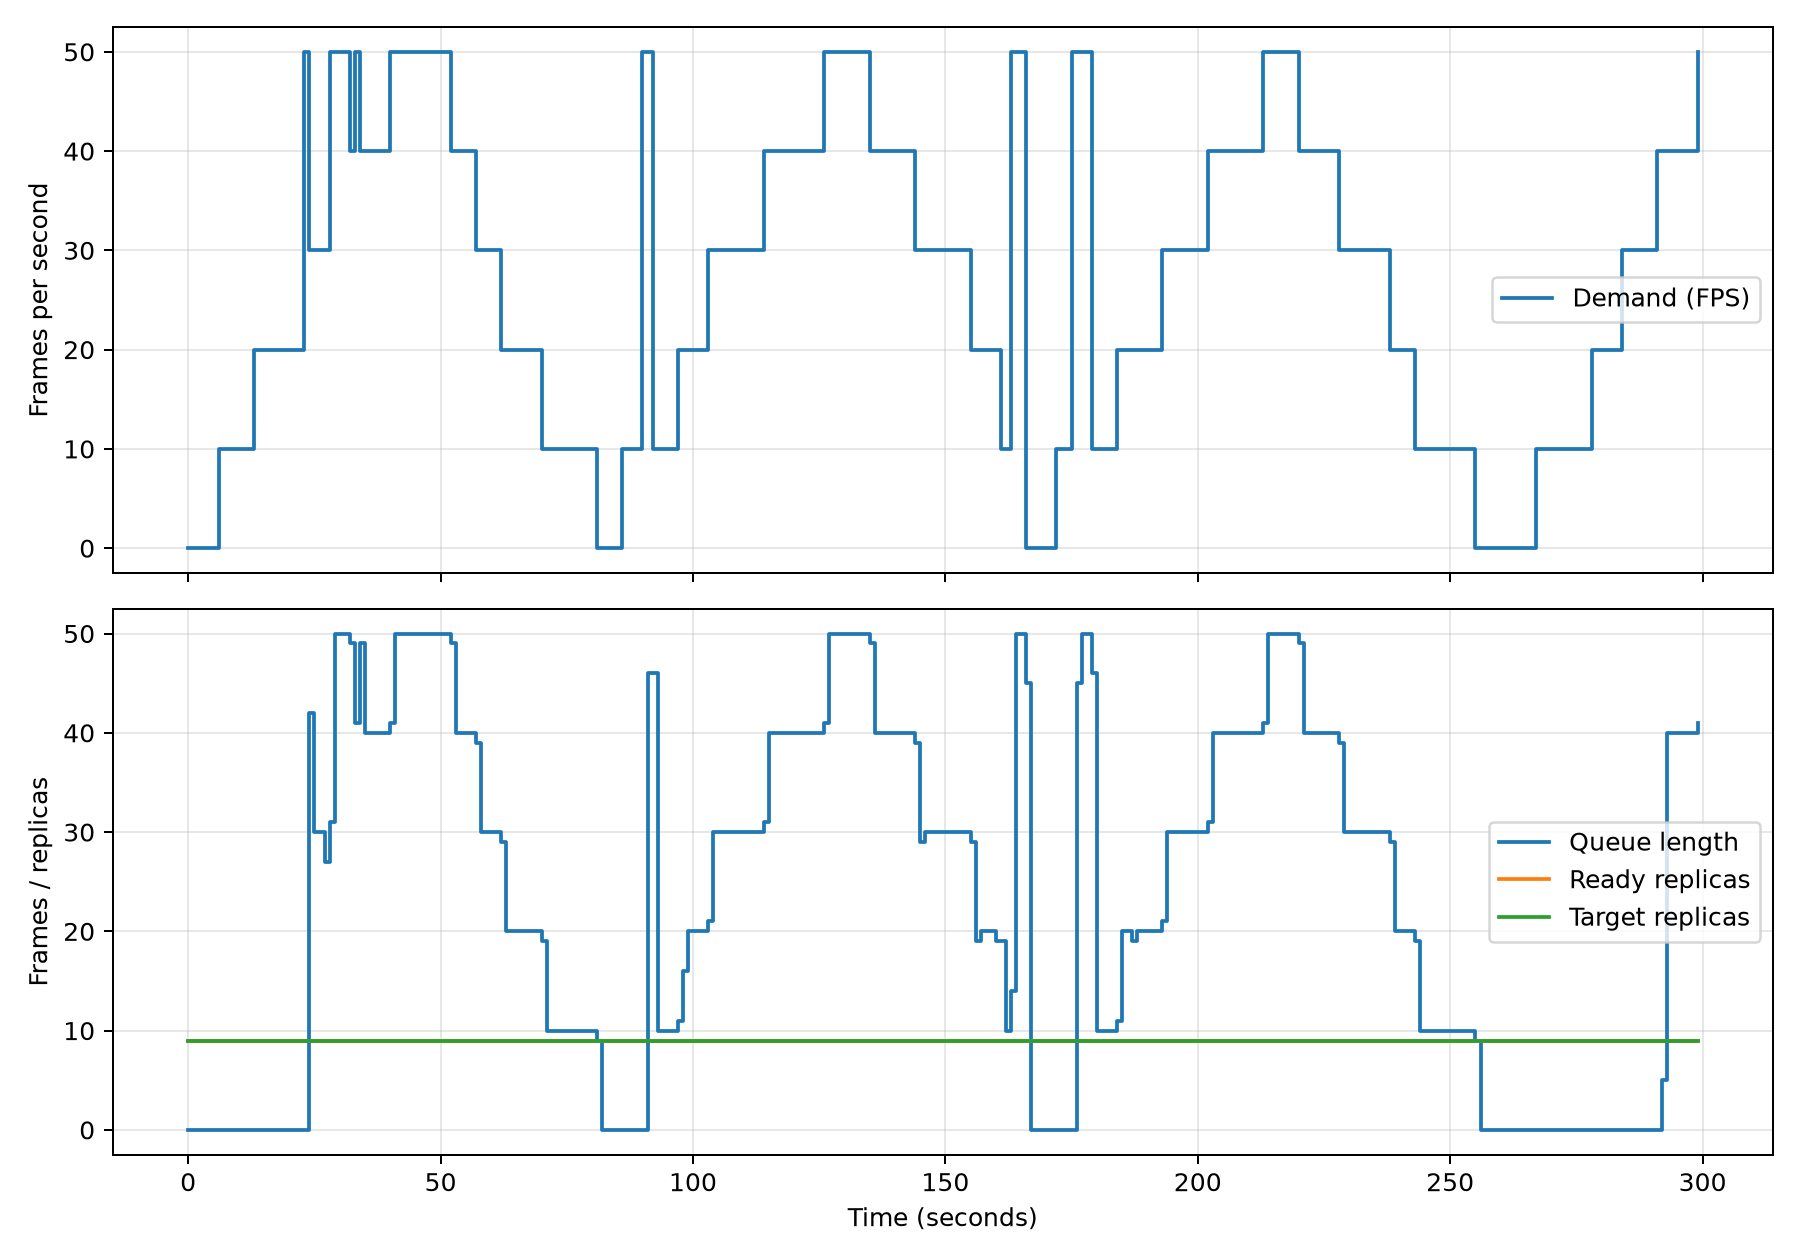 50
40
30
20
10
0
Frames per second
Demand (FPS)
50
40
30
20
10
0
Frames / replicas
Queue length
Ready replicas
Target replicas
0 50 100 150 200 250 300
Time (seconds)